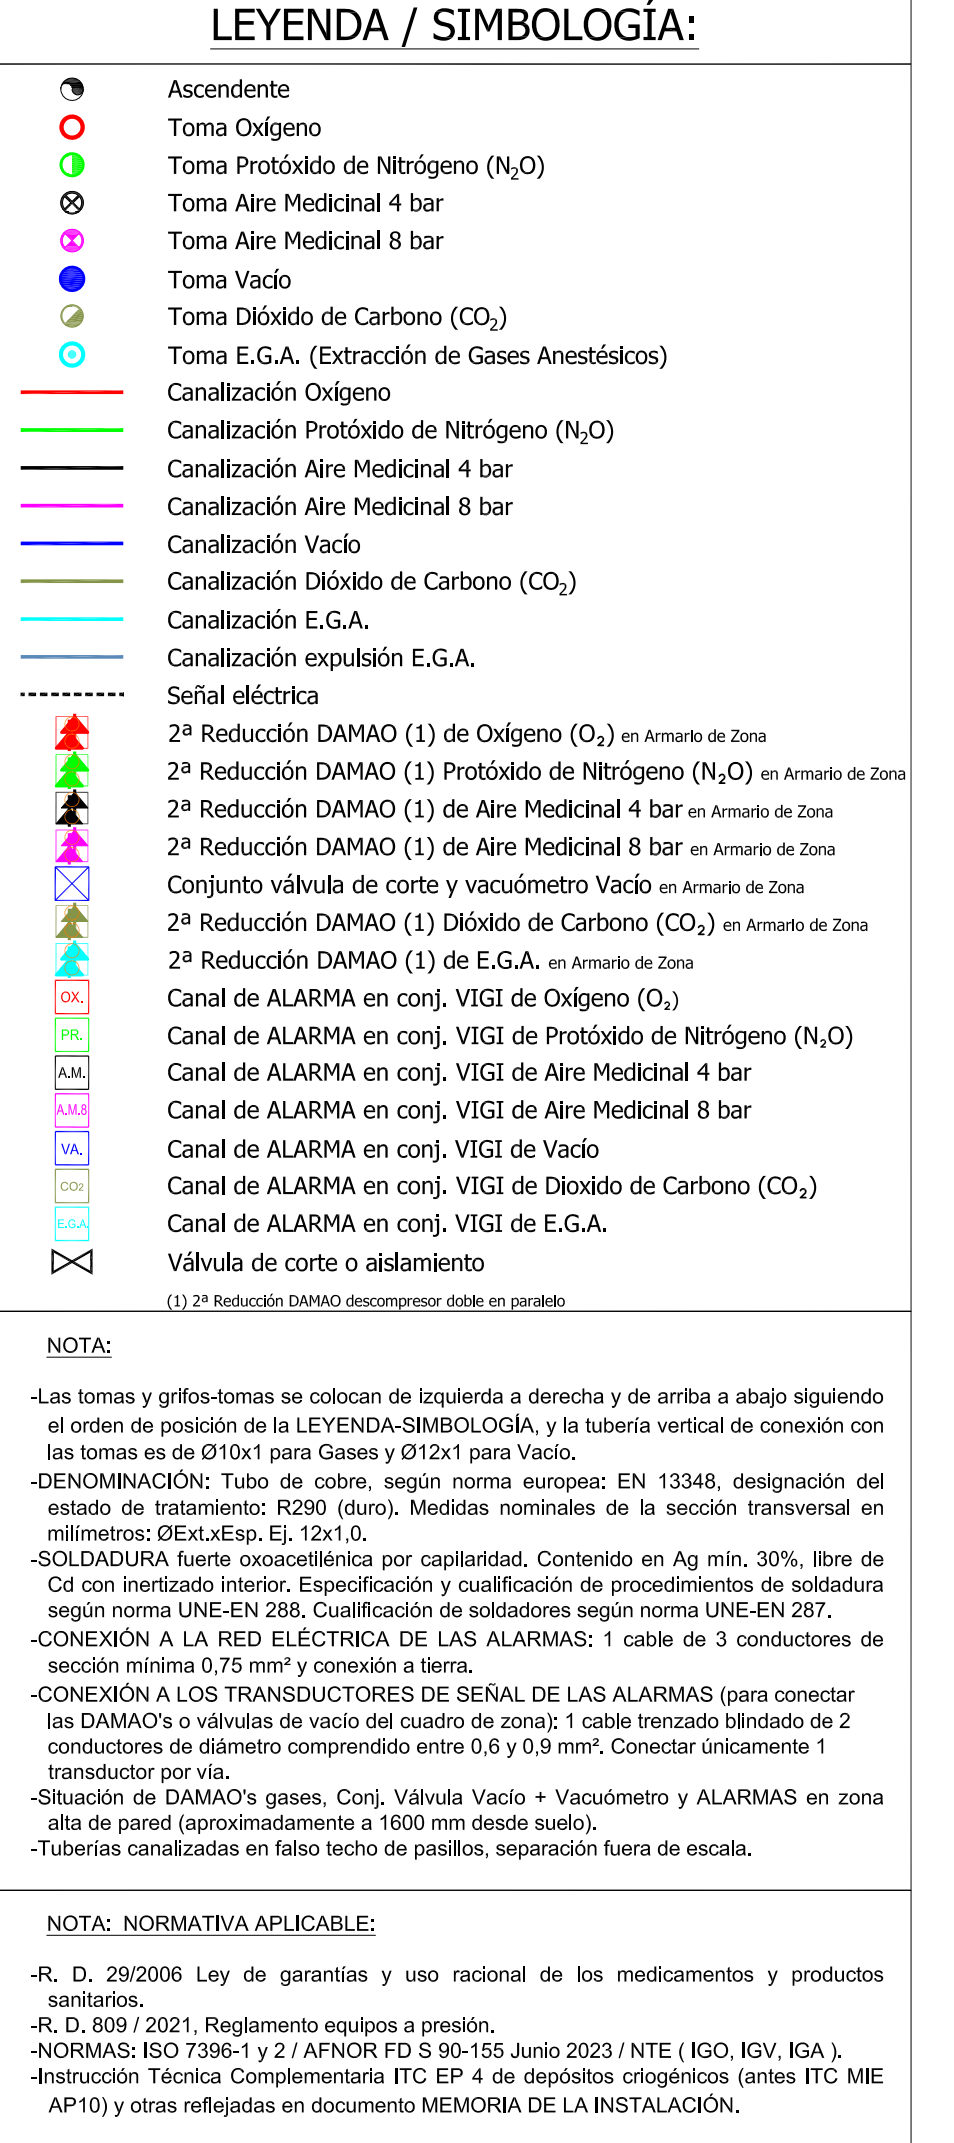 LEYENDA / SIMBOLOGÍA:
Ascendente
Toma Oxígeno
Toma Protóxido de Nitrógeno (N₂O)
Toma Aire Medicinal 4 bar
Toma Aire Medicinal 8 bar
Toma Vacío
Toma Dióxido de Carbono (CO₂)
Toma E.G.A. (Extracción de Gases Anestésicos)
Canalización Oxígeno
Canalización Protóxido de Nitrógeno (N₂O)
Canalización Aire Medicinal 4 bar
Canalización Aire Medicinal 8 bar
Canalización Vacío
Canalización Dióxido de Carbono (CO₂)
Canalización E.G.A.
Canalización expulsión E.G.A.
Señal eléctrica
2ª Reducción DAMAO (1) de Oxígeno (O₂) en Armario de Zona
2ª Reducción DAMAO (1) Protóxido de Nitrógeno (N₂O) en Armario de Zona
2ª Reducción DAMAO (1) de Aire Medicinal 4 bar en Armario de Zona
2ª Reducción DAMAO (1) de Aire Medicinal 8 bar en Armario de Zona
Conjunto válvula de corte y vacuómetro Vacío en Armario de Zona
2ª Reducción DAMAO (1) Dióxido de Carbono (CO₂) en Armario de Zona
2ª Reducción DAMAO (1) de E.G.A. en Armario de Zona
OX. Canal de ALARMA en conj. VIGI de Oxígeno (O₂)
PR. Canal de ALARMA en conj. VIGI de Protóxido de Nitrógeno (N₂O)
A.M. Canal de ALARMA en conj. VIGI de Aire Medicinal 4 bar
A.M.8 Canal de ALARMA en conj. VIGI de Aire Medicinal 8 bar
VA. Canal de ALARMA en conj. VIGI de Vacío
CO2 Canal de ALARMA en conj. VIGI de Dioxido de Carbono (CO₂)
E.G.A. Canal de ALARMA en conj. VIGI de E.G.A.
Válvula de corte o aislamiento
(1) 2ª Reducción DAMAO descompresor doble en paralelo
NOTA:
-Las tomas y grifos-tomas se colocan de izquierda a derecha y de arriba a abajo siguiendo
el orden de posición de la LEYENDA-SIMBOLOGÍA, y la tubería vertical de conexión con
las tomas es de Ø10x1 para Gases y Ø12x1 para Vacío.
-DENOMINACIÓN: Tubo de cobre, según norma europea: EN 13348, designación del
estado de tratamiento: R290 (duro). Medidas nominales de la sección transversal en
milímetros: ØExt.xEsp. Ej. 12x1,0.
-SOLDADURA fuerte oxoacetilénica por capilaridad. Contenido en Ag mín. 30%, libre de
Cd con inertizado interior. Especificación y cualificación de procedimientos de soldadura
según norma UNE-EN 288. Cualificación de soldadores según norma UNE-EN 287.
-CONEXIÓN A LA RED ELÉCTRICA DE LAS ALARMAS: 1 cable de 3 conductores de
sección mínima 0,75 mm² y conexión a tierra.
-CONEXIÓN A LOS TRANSDUCTORES DE SEÑAL DE LAS ALARMAS (para conectar
las DAMAO's o válvulas de vacío del cuadro de zona): 1 cable trenzado blindado de 2
conductores de diámetro comprendido entre 0,6 y 0,9 mm². Conectar únicamente 1
transductor por vía.
-Situación de DAMAO's gases, Conj. Válvula Vacío + Vacuómetro y ALARMAS en zona
alta de pared (aproximadamente a 1600 mm desde suelo).
-Tuberías canalizadas en falso techo de pasillos, separación fuera de escala.
NOTA: NORMATIVA APLICABLE:
-R. D. 29/2006 Ley de garantías y uso racional de los medicamentos y productos
sanitarios.
-R. D. 809 / 2021, Reglamento equipos a presión.
-NORMAS: ISO 7396-1 y 2 / AFNOR FD S 90-155 Junio 2023 / NTE ( IGO, IGV, IGA ).
-Instrucción Técnica Complementaria ITC EP 4 de depósitos criogénicos (antes ITC MIE
AP10) y otras reflejadas en documento MEMORIA DE LA INSTALACIÓN.